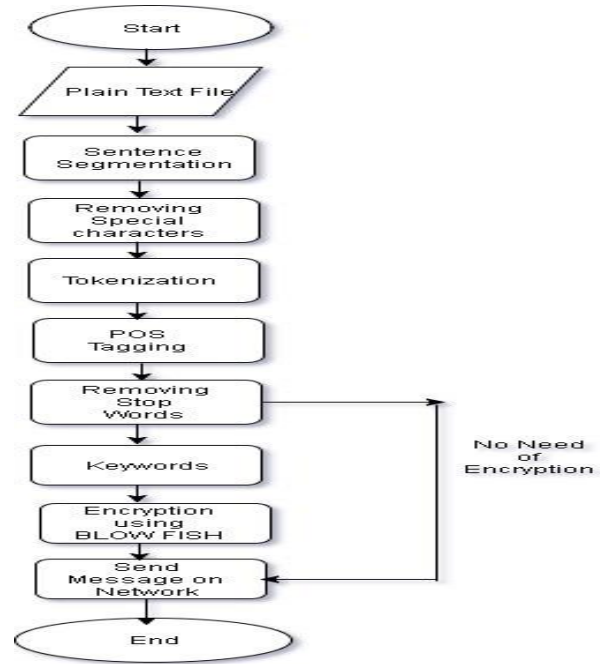 Start
Plain Text File
Sentence
Segmentation
Removing
Special
characters
Tokenization
POS
Tagging
Removing
Stop
Words
No Need
of
Encryption
Keywords
Encryption
using
BLOW FISH
Send
Message on
Network
End